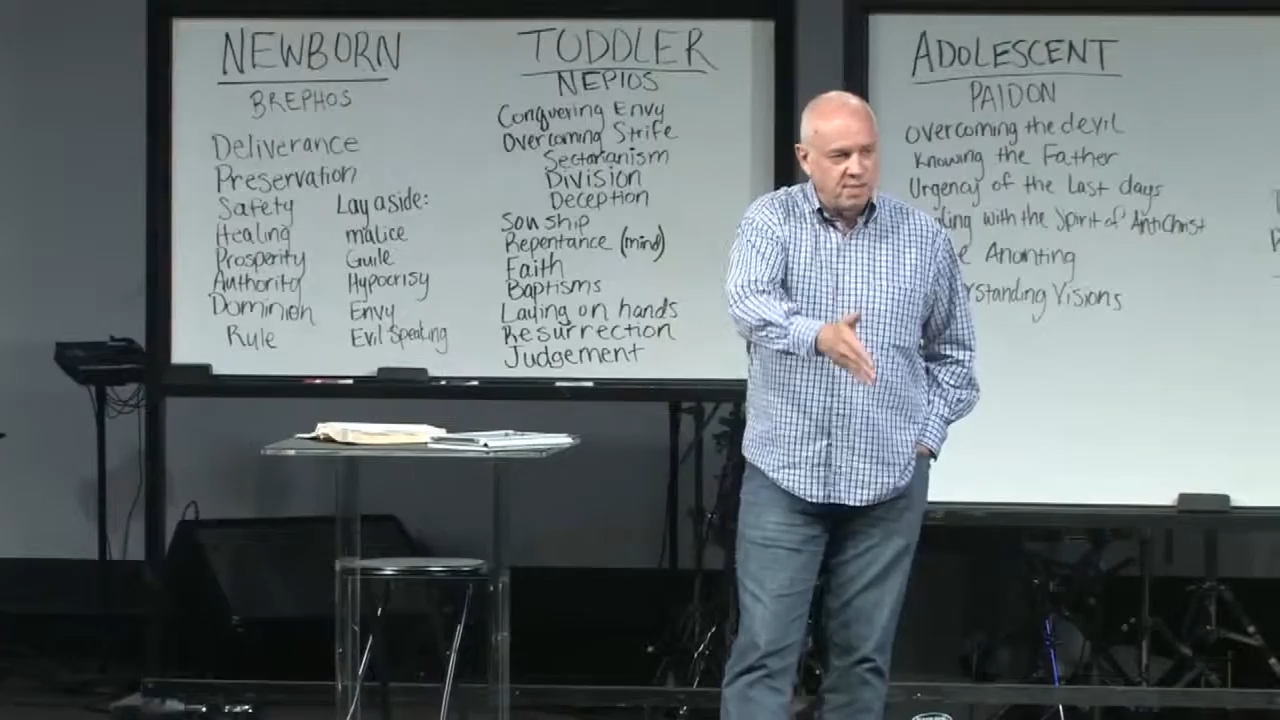 NEWBORN
BREPHOS
Deliverance
Preservation
Safety
Healing
Prosperity
Authority
Dominion
Rule
Lay aside:
malice
Guile
Hypocrisy
Envy
Evil Speaking
TODDLER
NEPIOS
Conquering Envy
Overcoming Strife
Sectarianism
Division
Deception
Sonship
Repentance (mind)
Faith
Baptisms
Laying on hands
Resurrection
Judgement
ADOLESCENT
PAIDON
overcoming the devil
Knowing the Father
Urgency of the Last days
with the Spirit of AntiChrist
Anointing
Visions